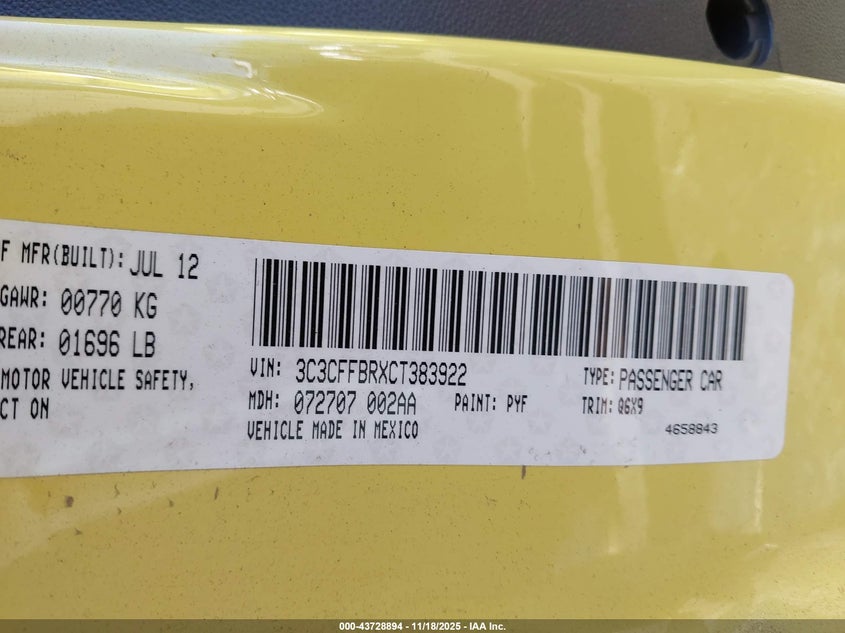 F MFR(BUILT): JUL 12
GAWR: 00770 KG
REAR: 01696 LB
MOTOR VEHICLE SAFETY,
CT ON
VIN: 3C3CFFBRXCT383922
TYPE: PASSENGER CAR
MDH: 072707 002AA
PAINT: PYF
TRIM: Q6X9
VEHICLE MADE IN MEXICO
4658843
000-43728894 - 11/18/2025 - IAA Inc.